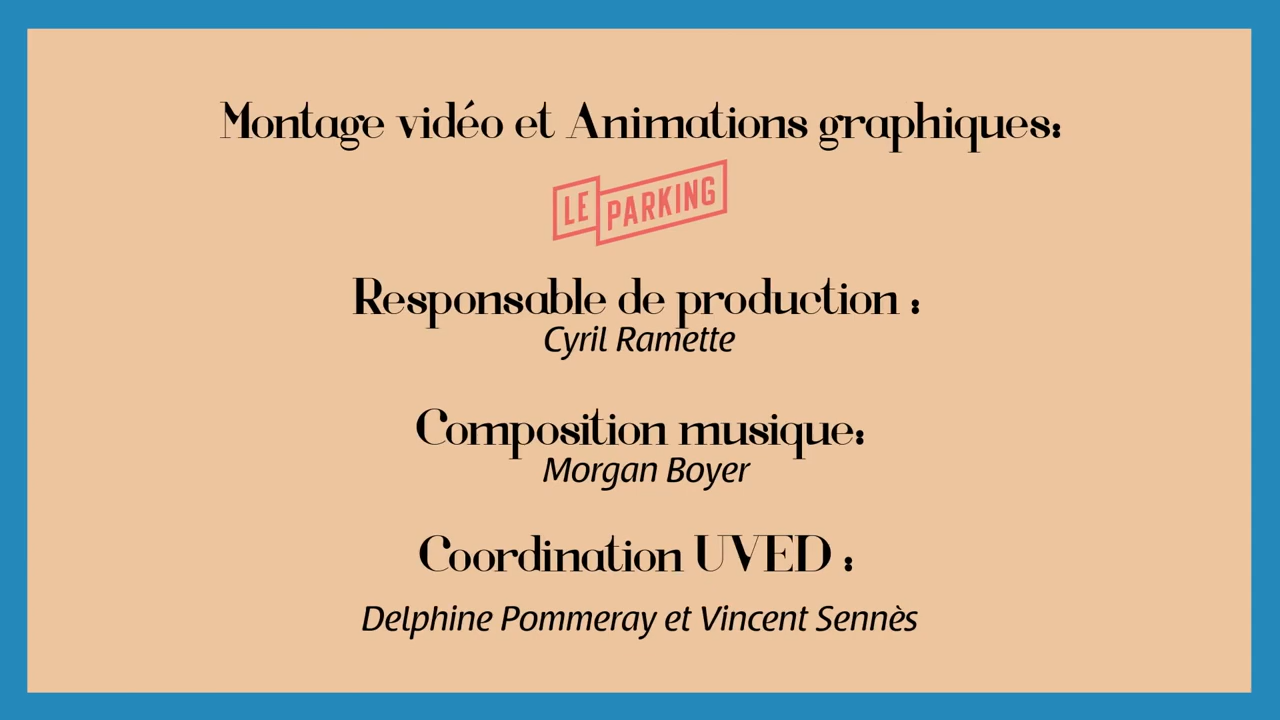 Montage vidéo et Animations graphiques:
LE PARKING
Responsable de production :
Cyril Ramette
Composition musique:
Morgan Boyer
Coordination UVED :
Delphine Pommeray et Vincent Sennès